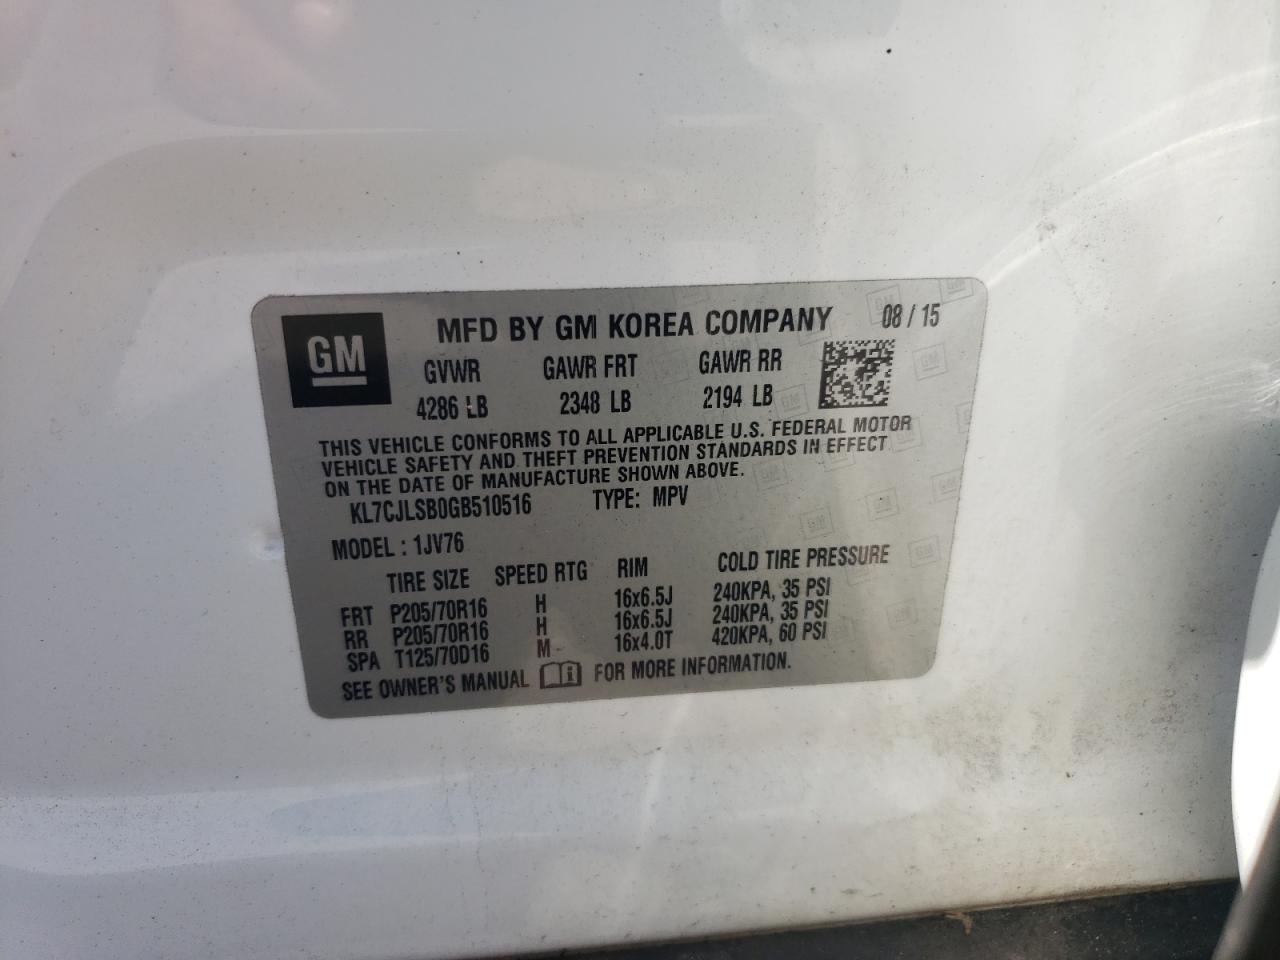 GM
MFD BY GM KOREA COMPANY 08 / 15
GVWR GAWR FRT GAWR RR
4286 LB 2348 LB 2194 LB
THIS VEHICLE CONFORMS TO ALL APPLICABLE U.S. FEDERAL MOTOR
VEHICLE SAFETY AND THEFT PREVENTION STANDARDS IN EFFECT
ON THE DATE OF MANUFACTURE SHOWN ABOVE.
KL7CJLSB0GB510516 TYPE: MPV
MODEL : 1JV76
TIRE SIZE SPEED RTG RIM COLD TIRE PRESSURE
FRT P205/70R16 H 16x6.5J 240KPA, 35 PSI
RR P205/70R16 H 16x6.5J 240KPA, 35 PSI
SPA T125/70D16 M 16x4.0T 420KPA, 60 PSI
SEE OWNER'S MANUAL FOR MORE INFORMATION.